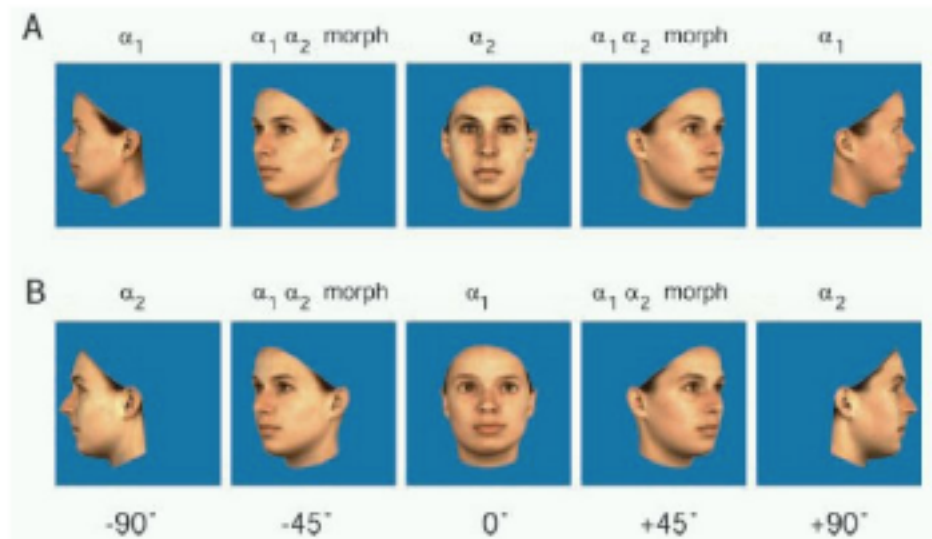 A
α₁ α₁ α₂ morph α₂ α₁ α₂ morph α₁
B
α₂ α₁ α₂ morph α₁ α₁ α₂ morph α₂
-90° -45° 0° +45° +90°